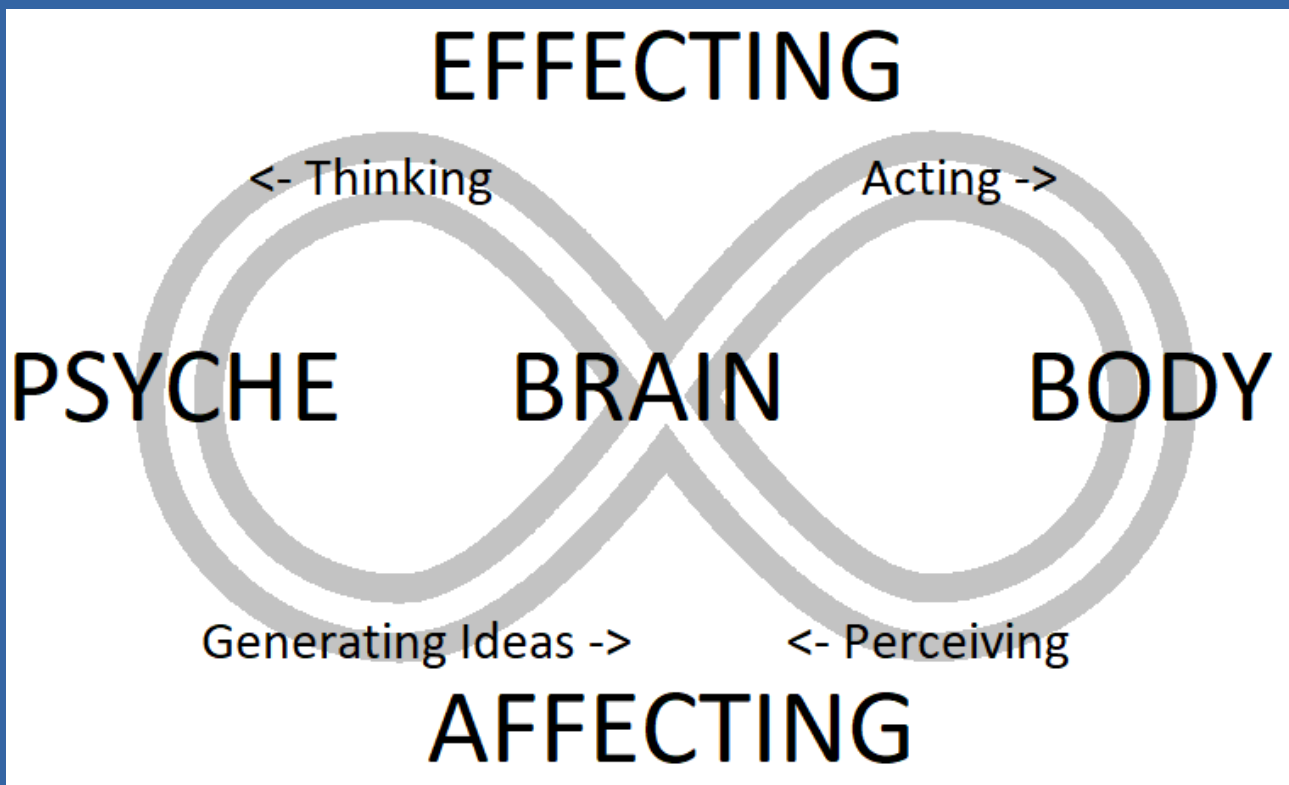 EFFECTING
<- Thinking Acting ->
PSYCHE BRAIN BODY
Generating Ideas -> <- Perceiving
AFFECTING